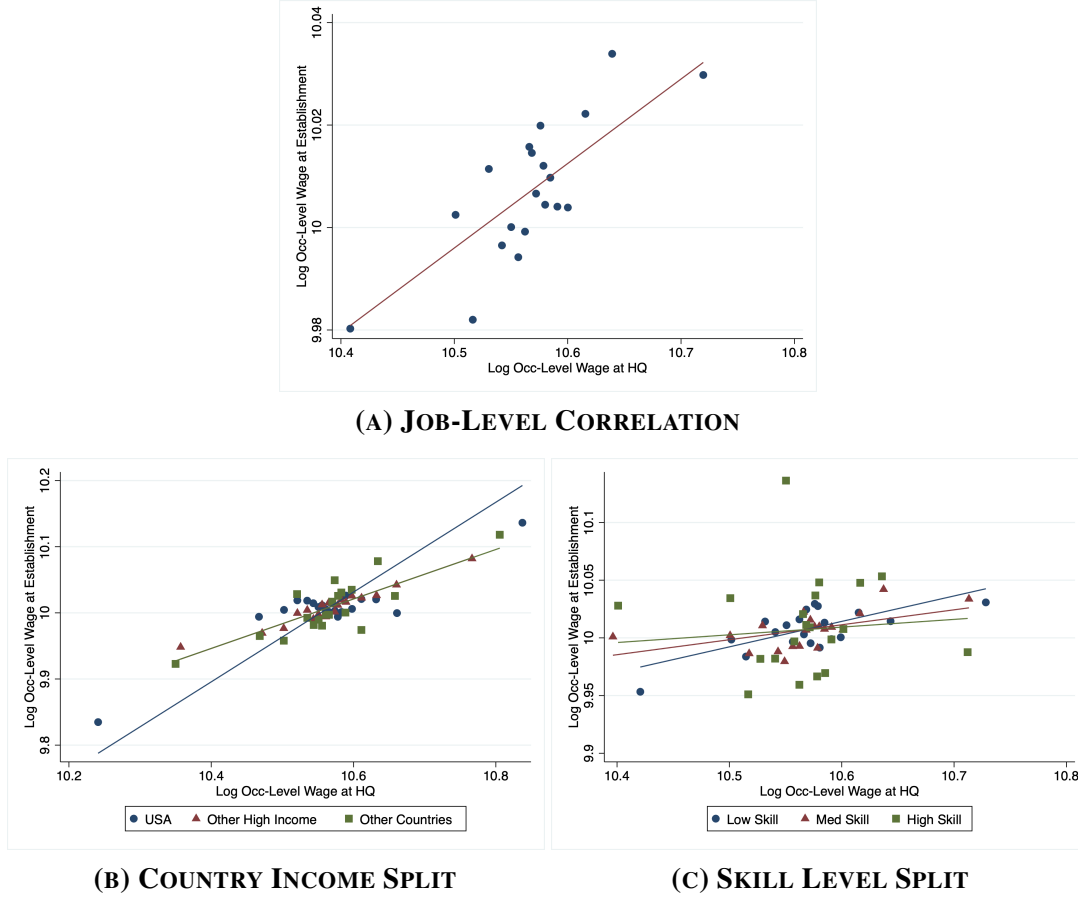 10.04
10.02
10
9.98
Log Occ-Level Wage at Establishment
10.4 10.5 10.6 10.7 10.8
Log Occ-Level Wage at HQ
(A) JOB-LEVEL CORRELATION
10.2
10.1
10
9.9
9.8
Log Occ-Level Wage at Establishment
10.2 10.4 10.6 10.8
Log Occ-Level Wage at HQ
USA Other High Income Other Countries
(B) COUNTRY INCOME SPLIT
10.1
10.05
10
9.95
9.9
Log Occ-Level Wage at Establishment
10.4 10.5 10.6 10.7 10.8
Log Occ-Level Wage at HQ
Low Skill Med Skill High Skill
(C) SKILL LEVEL SPLIT